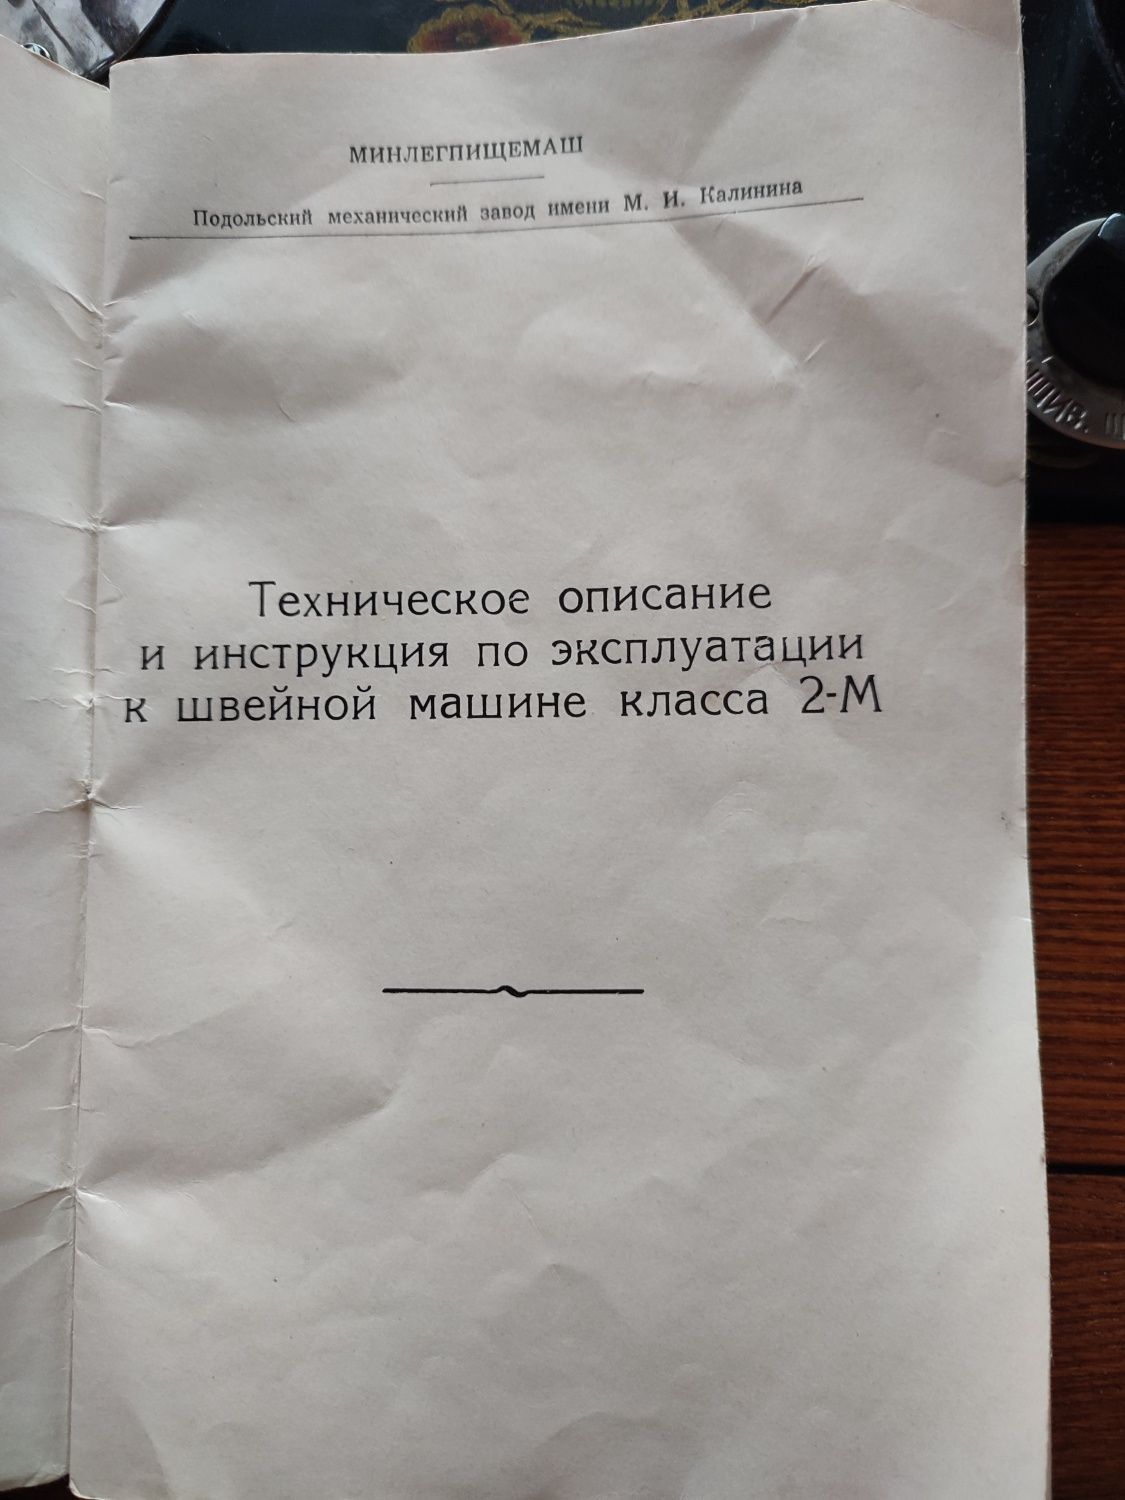 МИНЛЕГПИЩЕМАШ
Подольский механический завод имени М. И. Калинина
Техническое описание
и инструкция по эксплуатации
к швейной машине класса 2-М